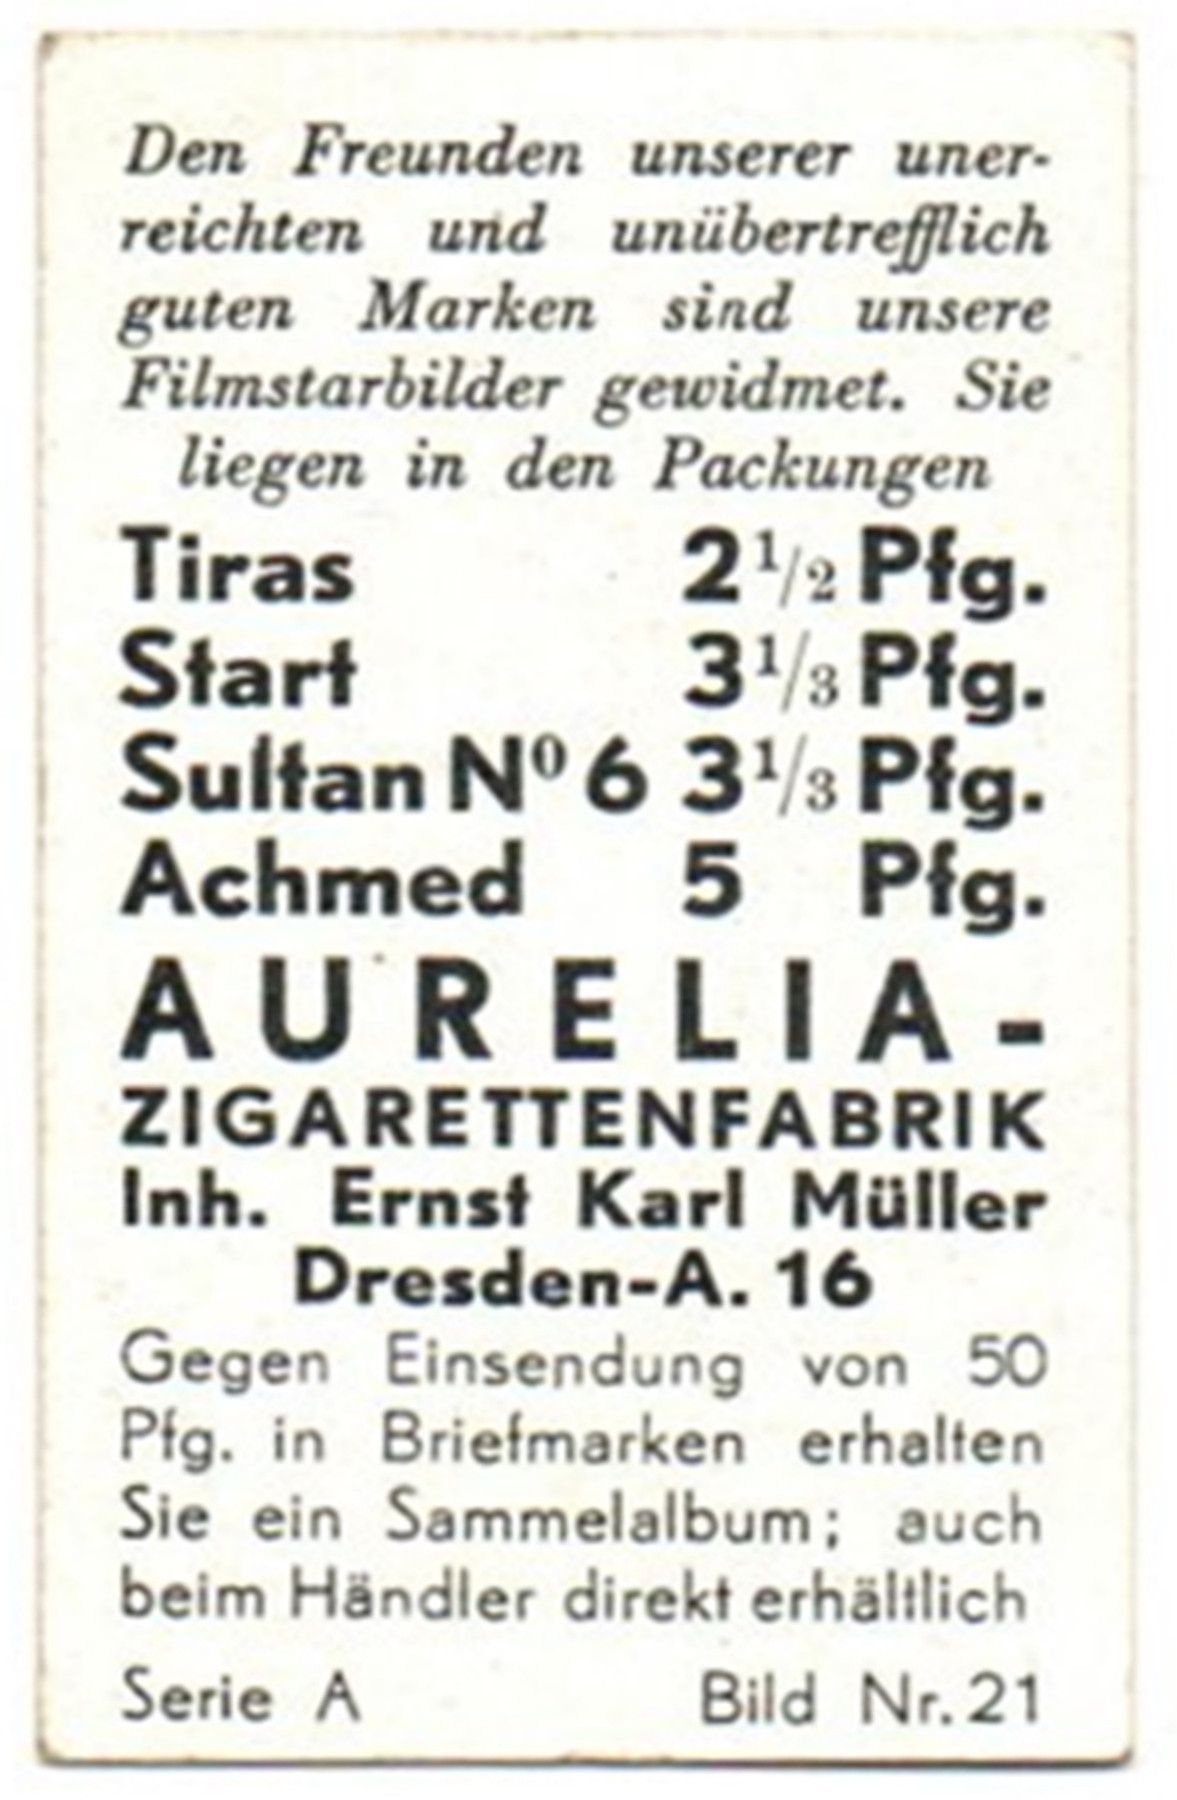 Den Freunden unserer uner-
reichten und unübertrefflich
guten Marken sind unsere
Filmstarbilder gewidmet. Sie
liegen in den Packungen
Tiras 2 1/2 Pfg.
Start 3 1/3 Pfg.
Sultan Nº 6 3 1/3 Pfg.
Achmed 5 Pfg.
AURELIA-
ZIGARETTENFABRIK
Inh. Ernst Karl Müller
Dresden-A. 16
Gegen Einsendung von 50
Pfg. in Briefmarken erhalten
Sie ein Sammelalbum; auch
beim Händler direkt erhältlich
Serie A Bild Nr. 21